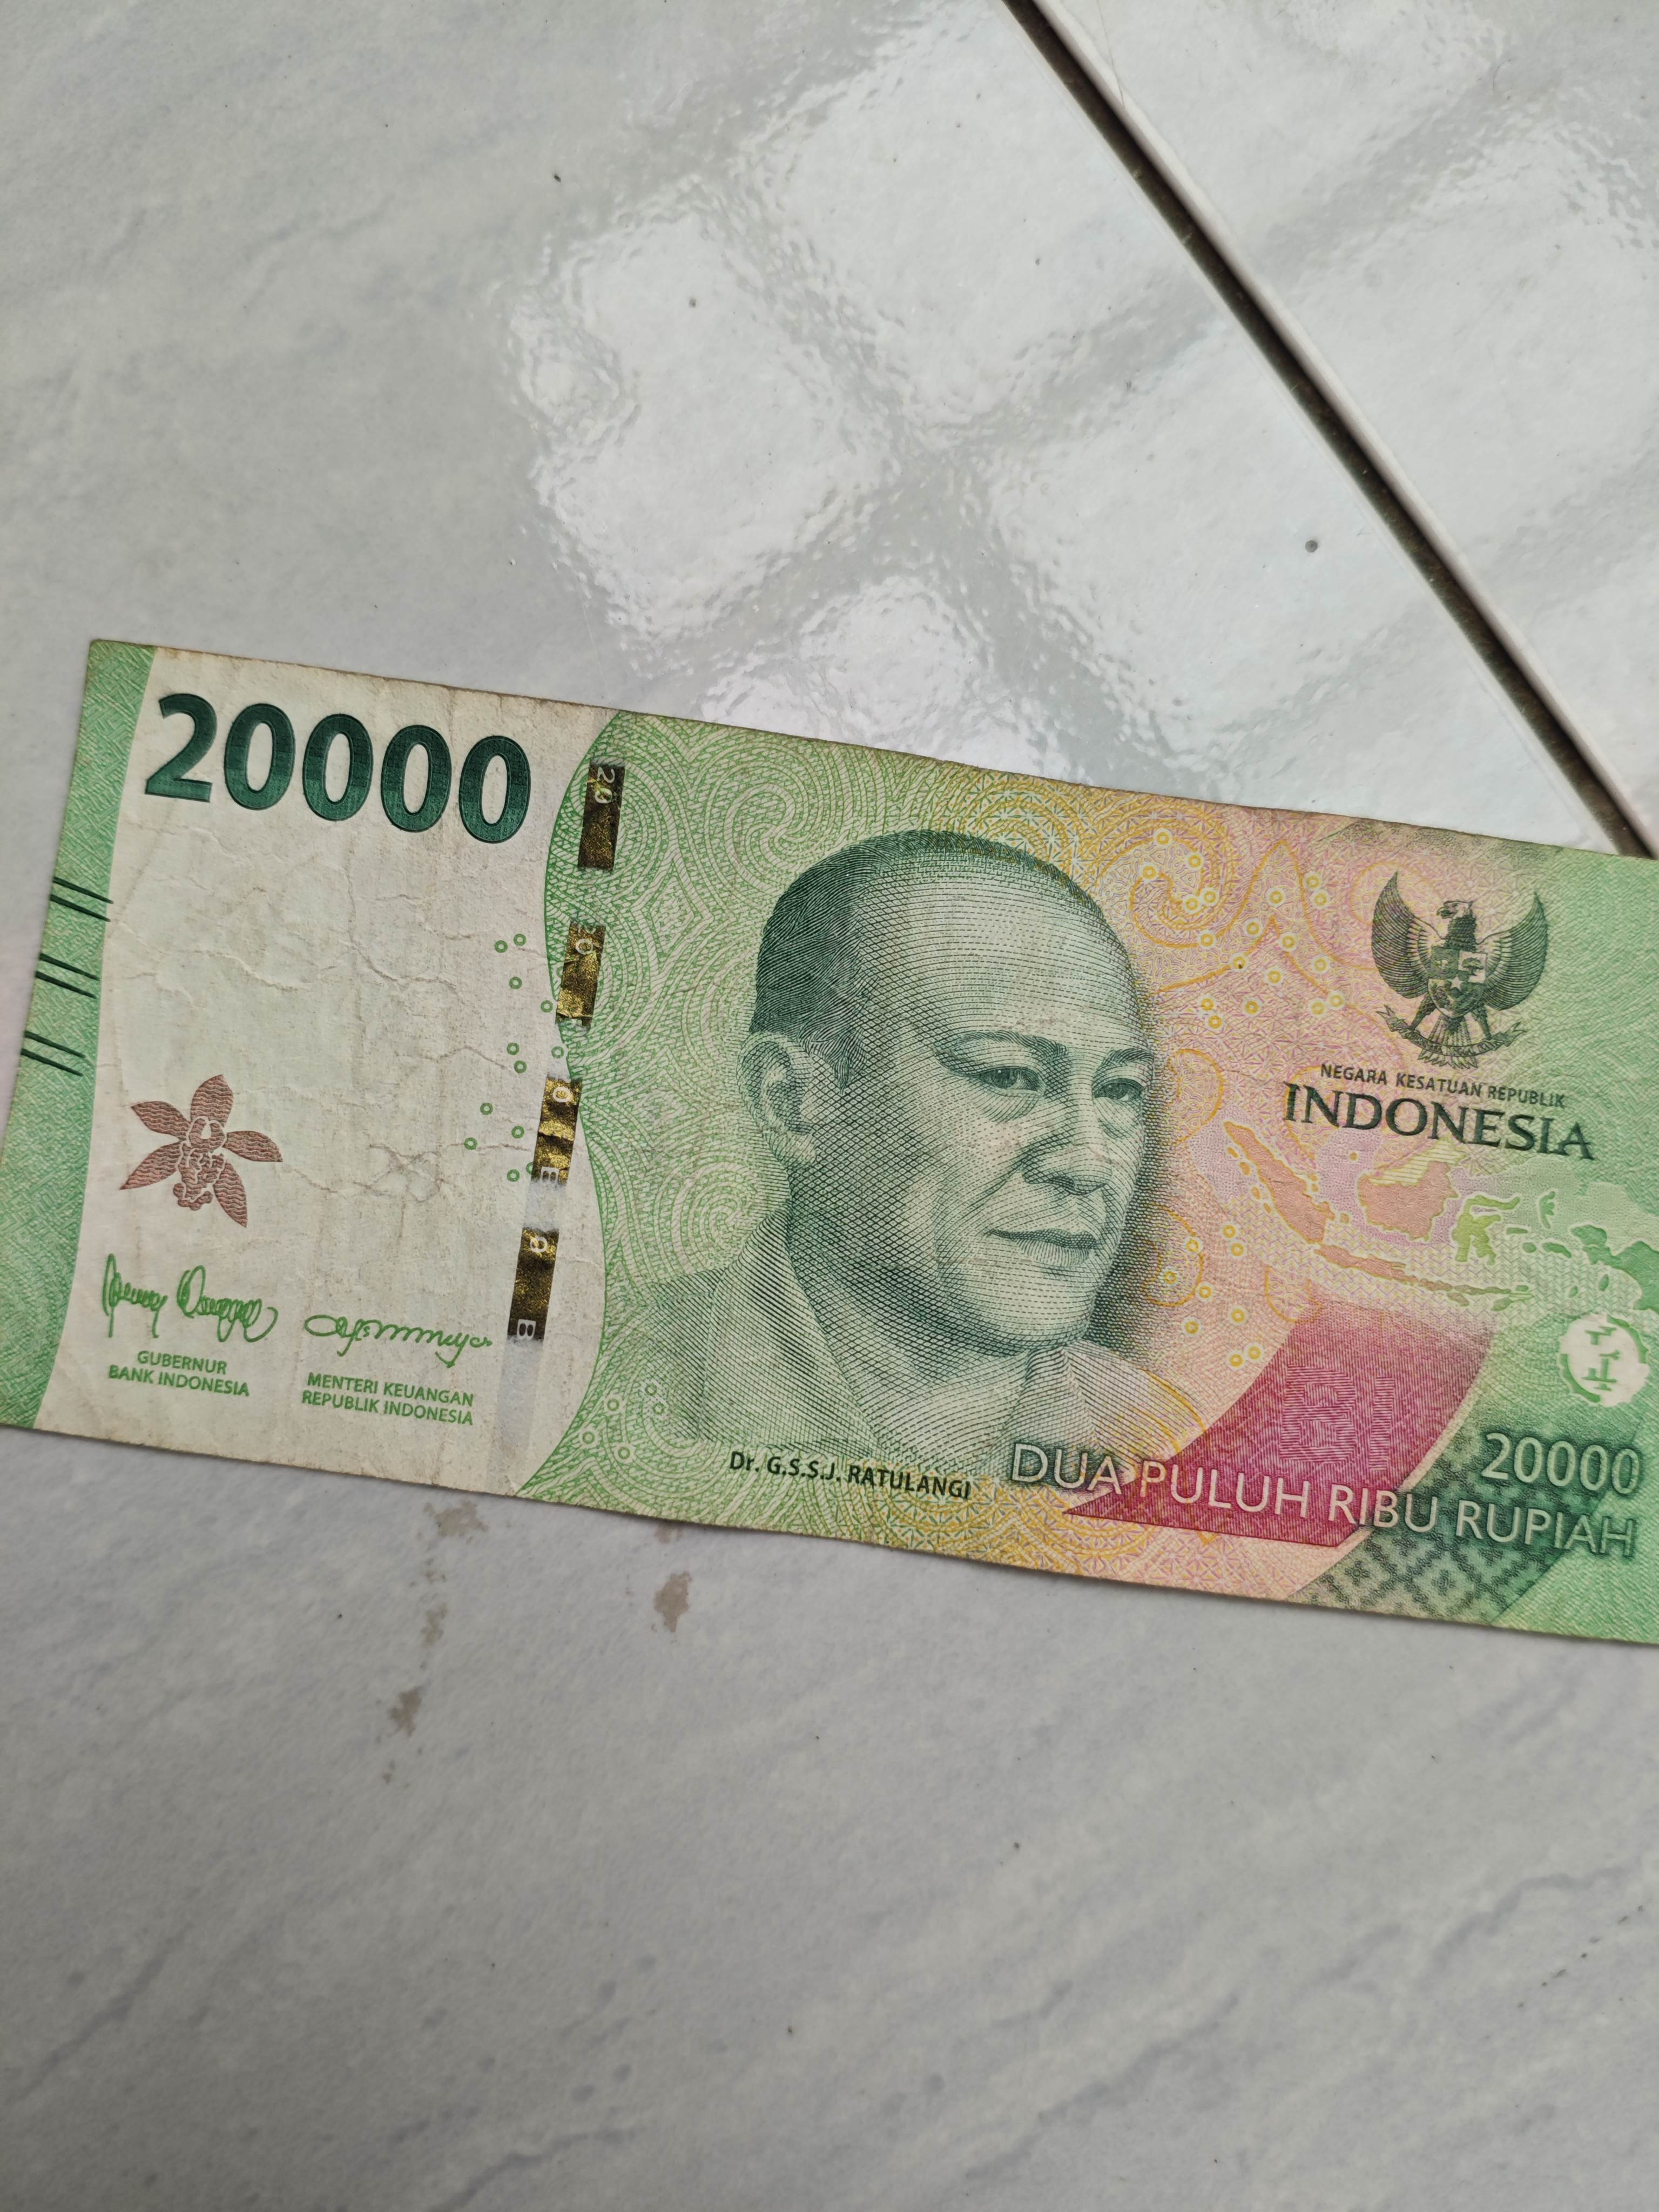 20000
NEGARA KESATUAN REPUBLIK
INDONESIA
GUBERNUR
BANK INDONESIA
MENTERI KEUANGAN
REPUBLIK INDONESIA
Dr. G.S.S.J. RATULANGI
20000
DUA PULUH RIBU RUPIAH